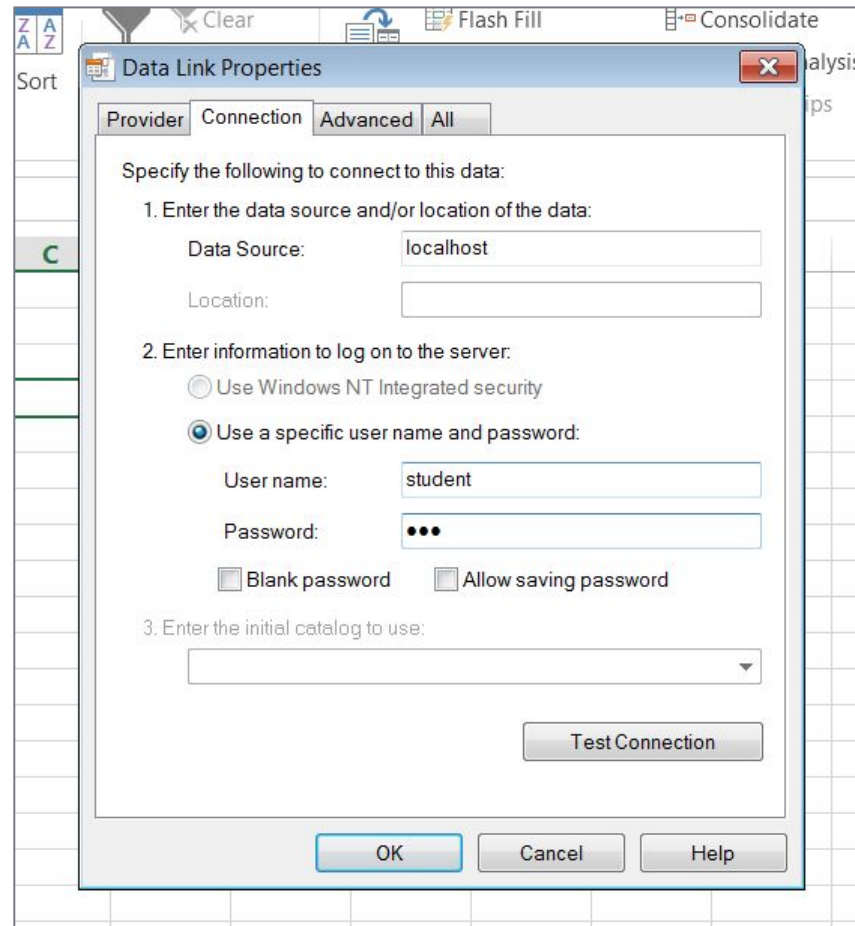 Clear
Flash Fill
Consolidate
Z A
A Z
Sort
Data Link Properties
Provider
Connection
Advanced
All
Specify the following to connect to this data:
1. Enter the data source and/or location of the data:
Data Source:
localhost
Location:
C
2. Enter information to log on to the server:
Use Windows NT Integrated security
Use a specific user name and password:
User name:
student
Password:
•••
Blank password
Allow saving password
3. Enter the initial catalog to use:
Test Connection
OK
Cancel
Help